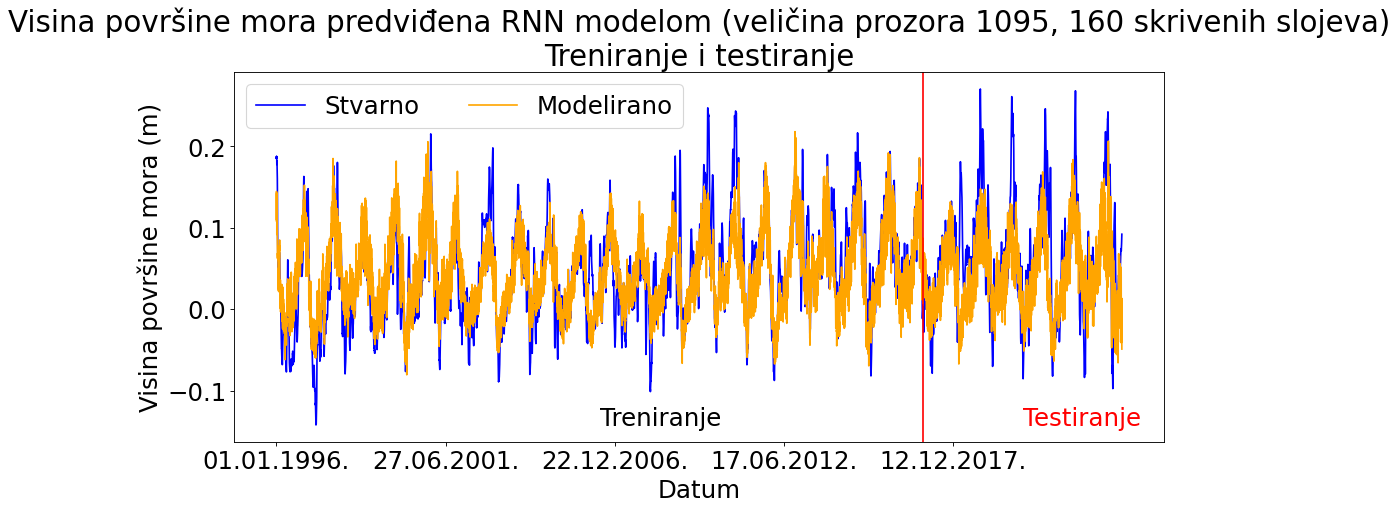 Visina površine mora predviđena RNN modelom (veličina prozora 1095, 160 skrivenih slojeva)
Treniranje i testiranje
Stvarno
Modelirano
Visina površine mora (m)
0.2
0.1
0.0
−0.1
Treniranje
Testiranje
01.01.1996.
27.06.2001.
22.12.2006.
17.06.2012.
12.12.2017.
Datum